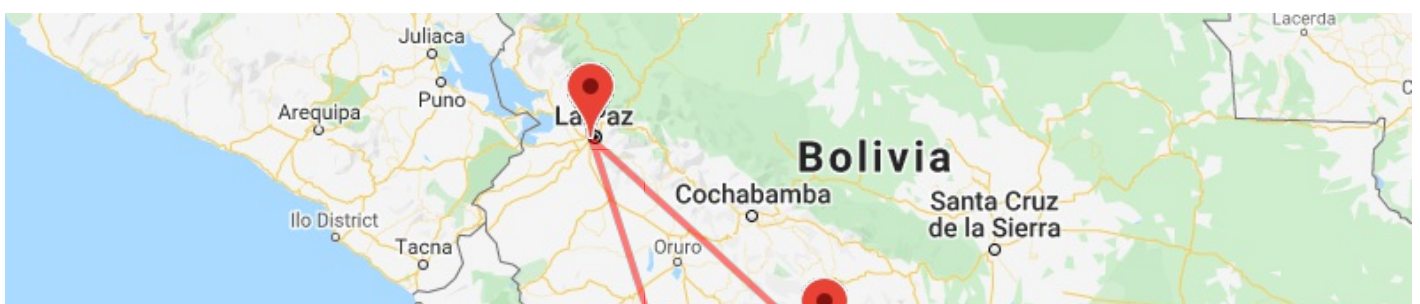 Lacerda
Juliaca
Puno
Arequipa
La Paz
Bolivia
Cochabamba
Santa Cruz
de la Sierra
Ilo District
Tacna
Oruro